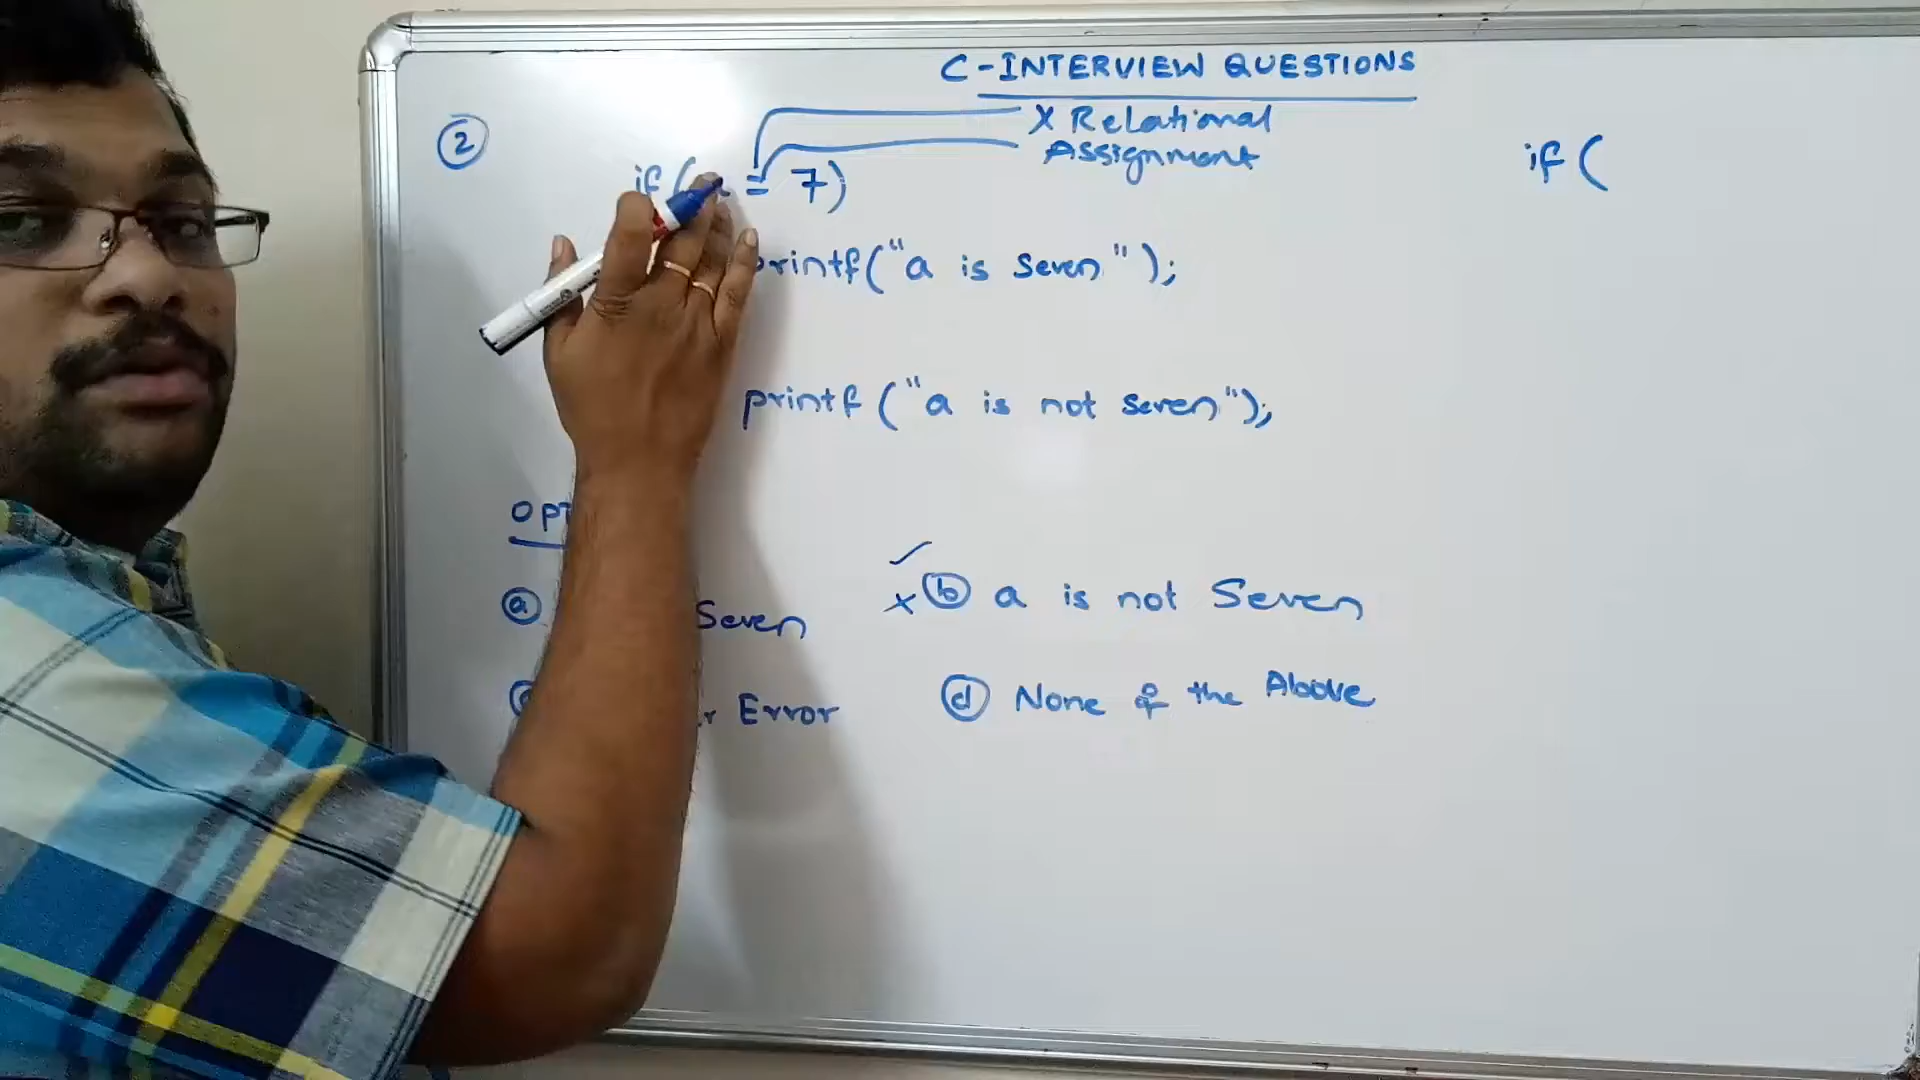 C-INTERVIEW QUESTIONS
X Relational
Assignment
2
if ( = 7)
if (
printf("a is seven");
printf ("a is not seven");
a Seven
X b a is not Seven
Error
d None of the Above